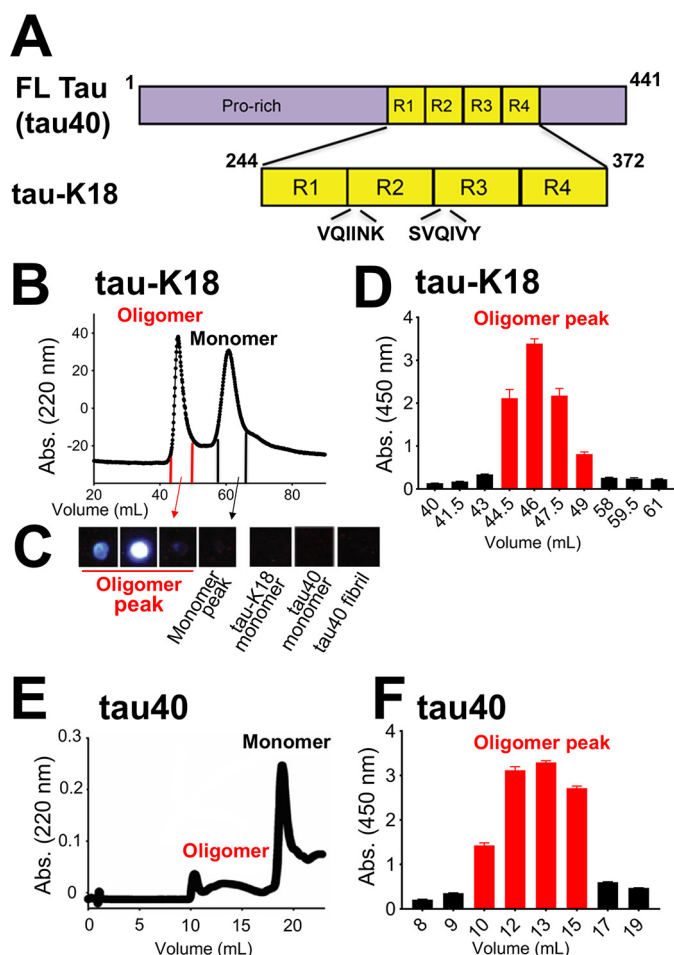 A
FL Tau
(tau40)
1
441
Pro-rich
R1
R2
R3
R4
244
372
tau-K18
R1
R2
R3
R4
VQIINK
SVQIVY
B
tau-K18
Oligomer
Monomer
Abs. (220 nm)
40
20
0
-20
20
40
60
80
Volume (mL)
C
Oligomer
peak
Monomer
peak
tau-K18
monomer
tau40
monomer
tau40 fibril
D
tau-K18
Oligomer peak
Abs. (450 nm)
4
3
2
1
0
40
41.5
43
44.5
46
47.5
49
58
59.5
61
Volume (mL)
E
tau40
Monomer
Oligomer
Abs. (220 nm)
0.3
0.2
0.1
0
0
10
20
Volume (mL)
F
tau40
Oligomer peak
Abs. (450 nm)
4
3
2
1
0
8
9
10
12
13
15
17
19
Volume (mL)